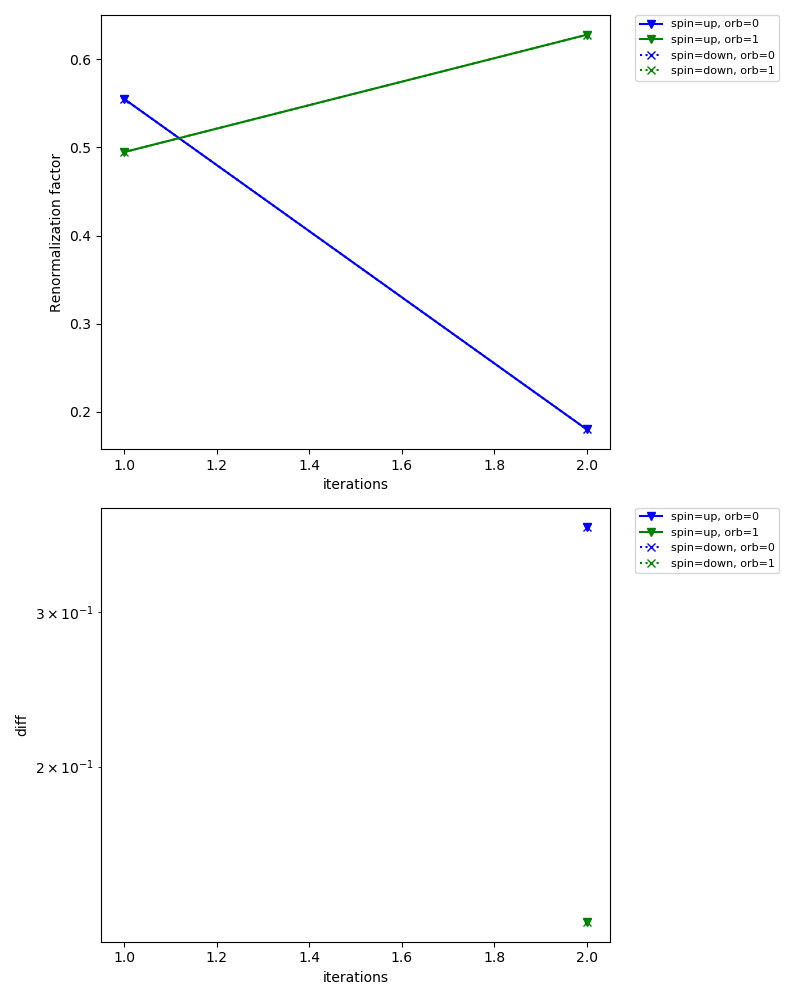 0.6
0.5
0.4
0.3
0.2
Renormalization factor
1.0 1.2 1.4 1.6 1.8 2.0
iterations
spin=up, orb=0
spin=up, orb=1
spin=down, orb=0
spin=down, orb=1
3 × 10⁻¹
2 × 10⁻¹
diff
1.0 1.2 1.4 1.6 1.8 2.0
iterations
spin=up, orb=0
spin=up, orb=1
spin=down, orb=0
spin=down, orb=1